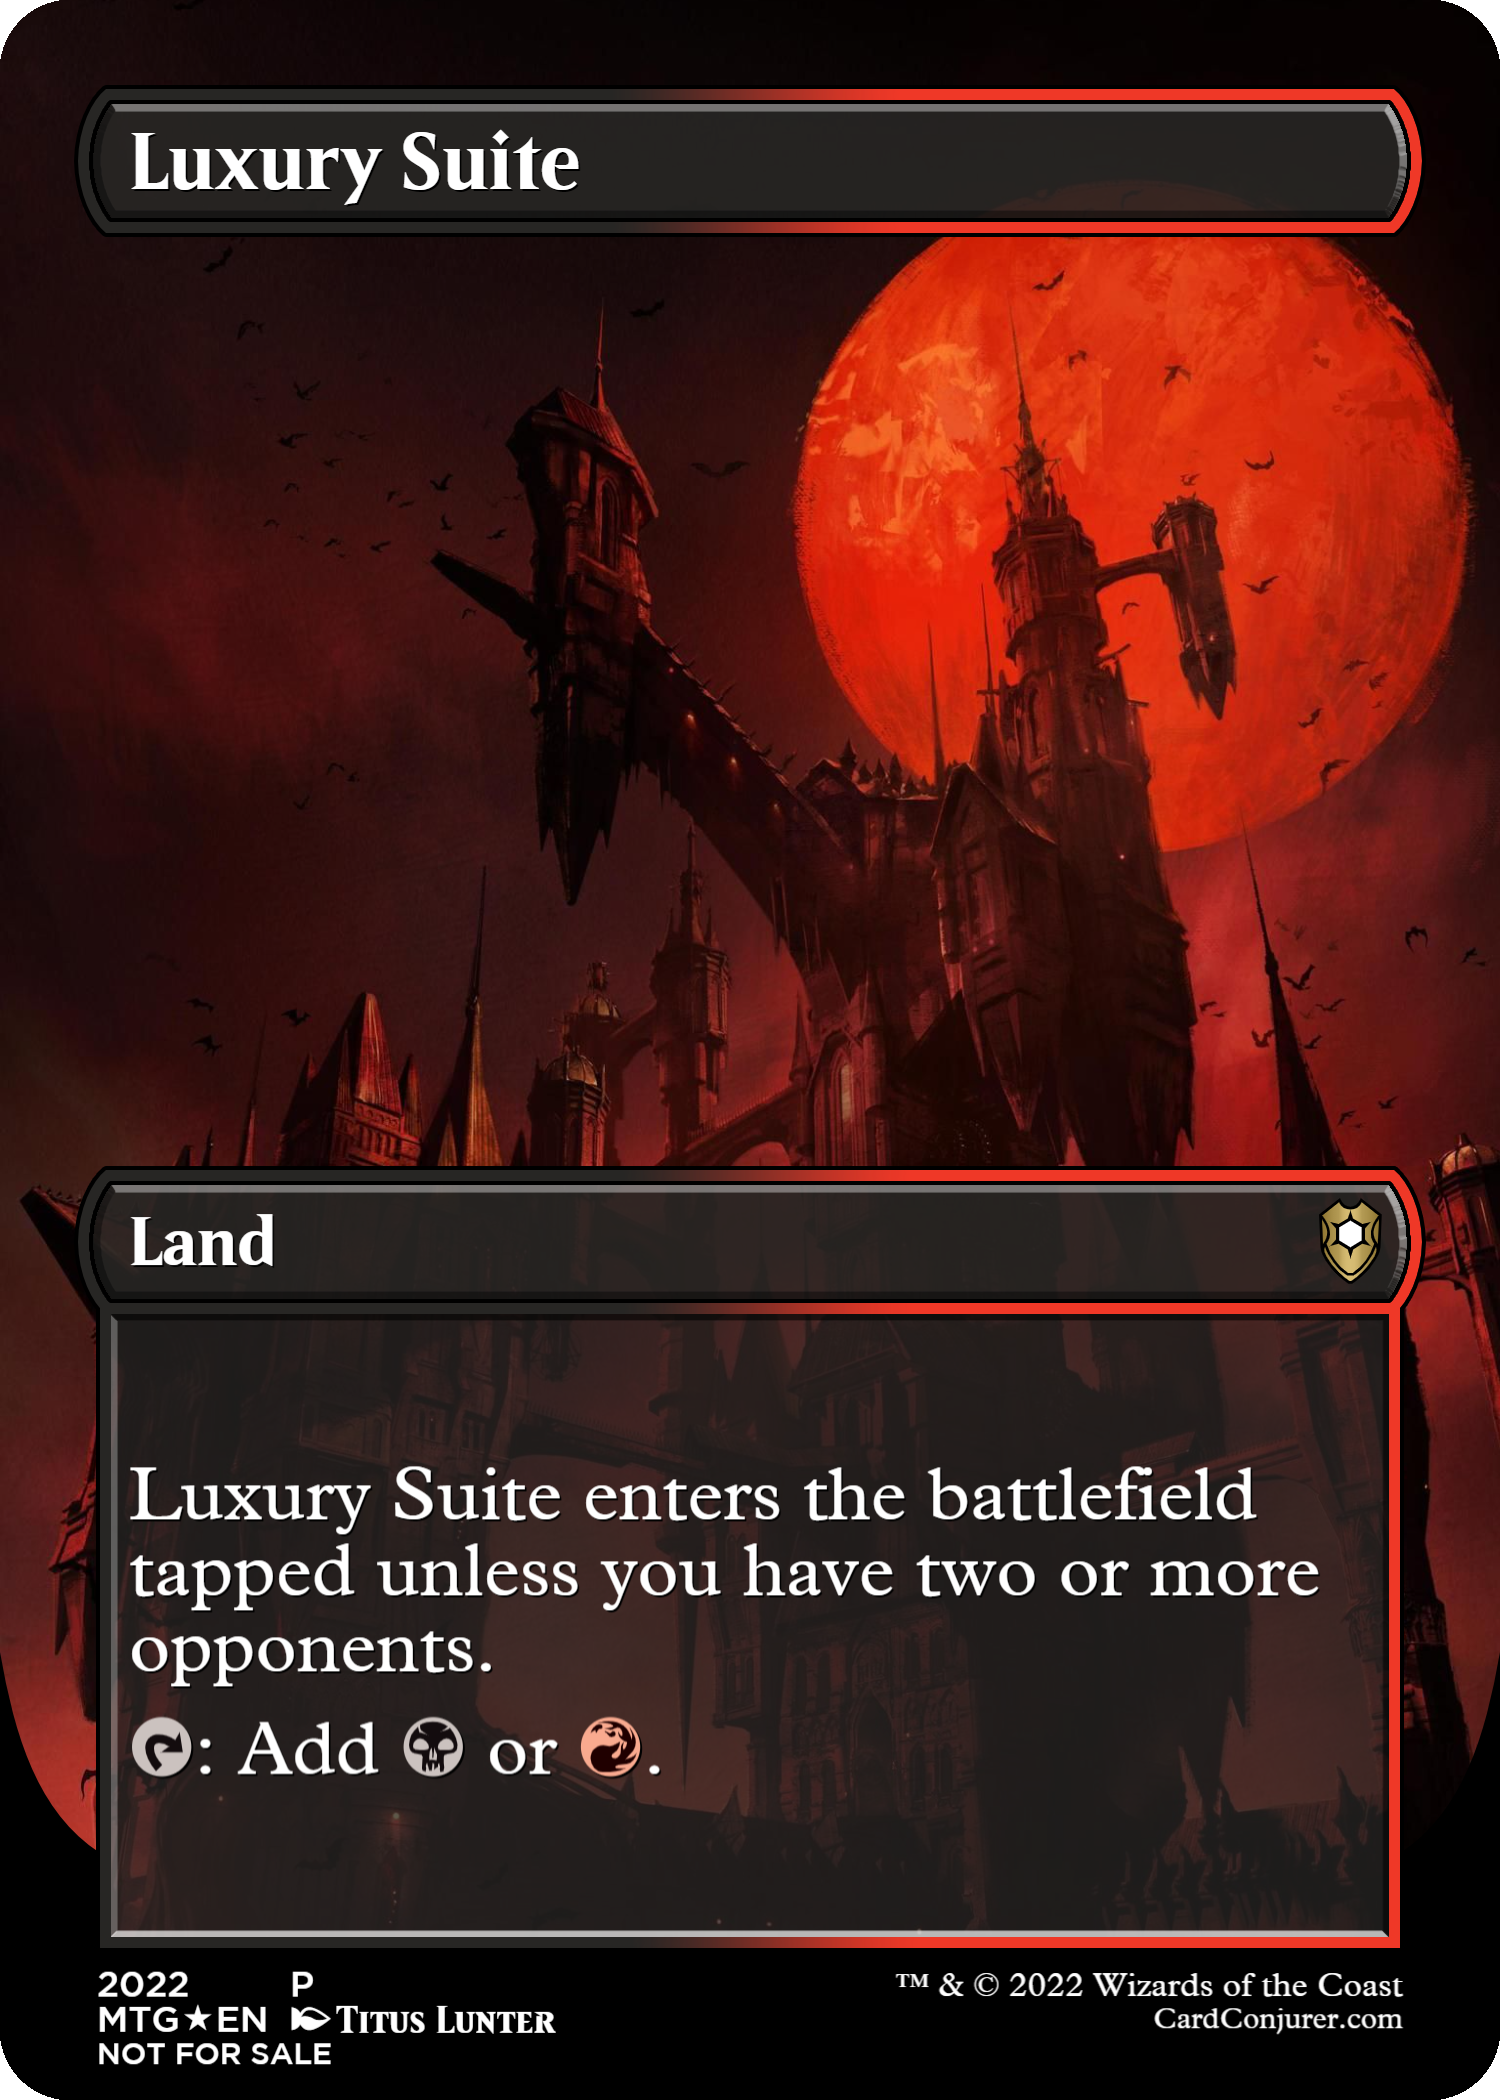 Luxury Suite
Land
Luxury Suite enters the battlefield
tapped unless you have two or more
opponents.
: Add or .
2022 P
MTG★EN TITUS LUNTER
NOT FOR SALE
™ & © 2022 Wizards of the Coast
CardConjurer.com